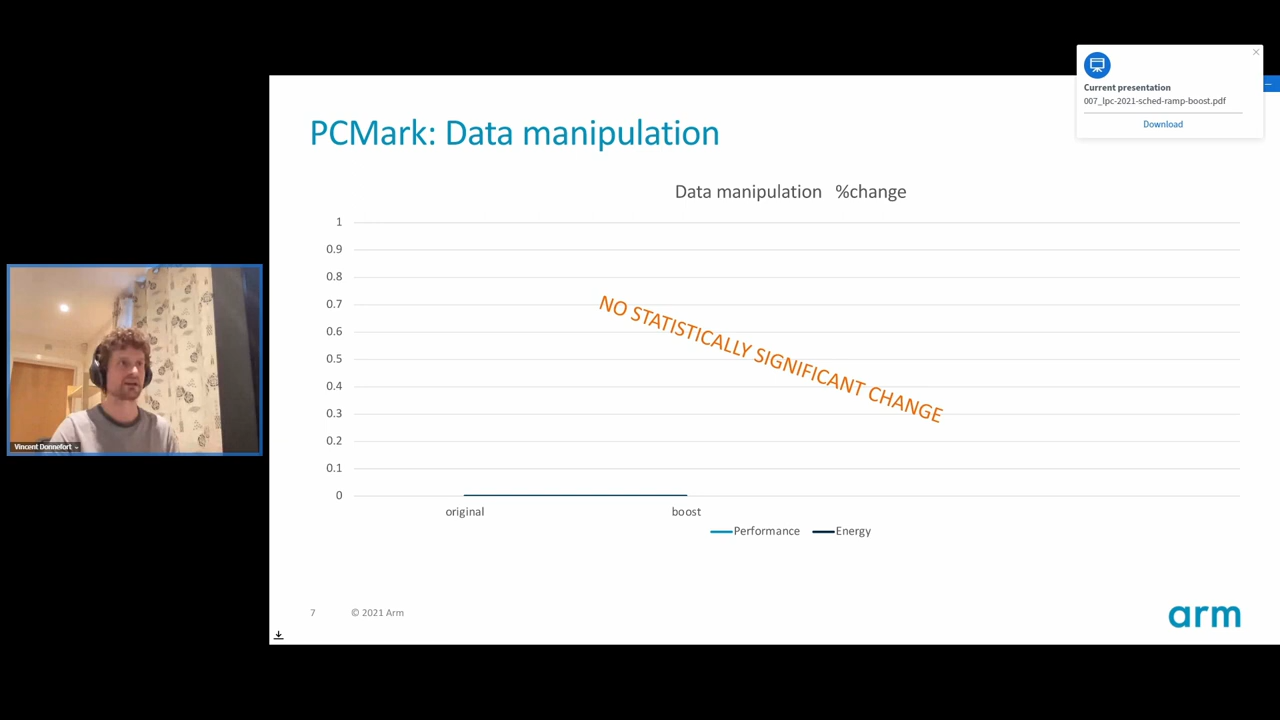 Current presentation
007_lpc-2021-sched-ramp-boost.pdf
Download
PCMark: Data manipulation
Data manipulation %change
1
0.9
0.8
0.7
0.6
0.5
0.4
0.3
0.2
0.1
0
NO STATISTICALLY SIGNIFICANT CHANGE
original boost
Performance Energy
Vincent Donnefort
7 © 2021 Arm
arm